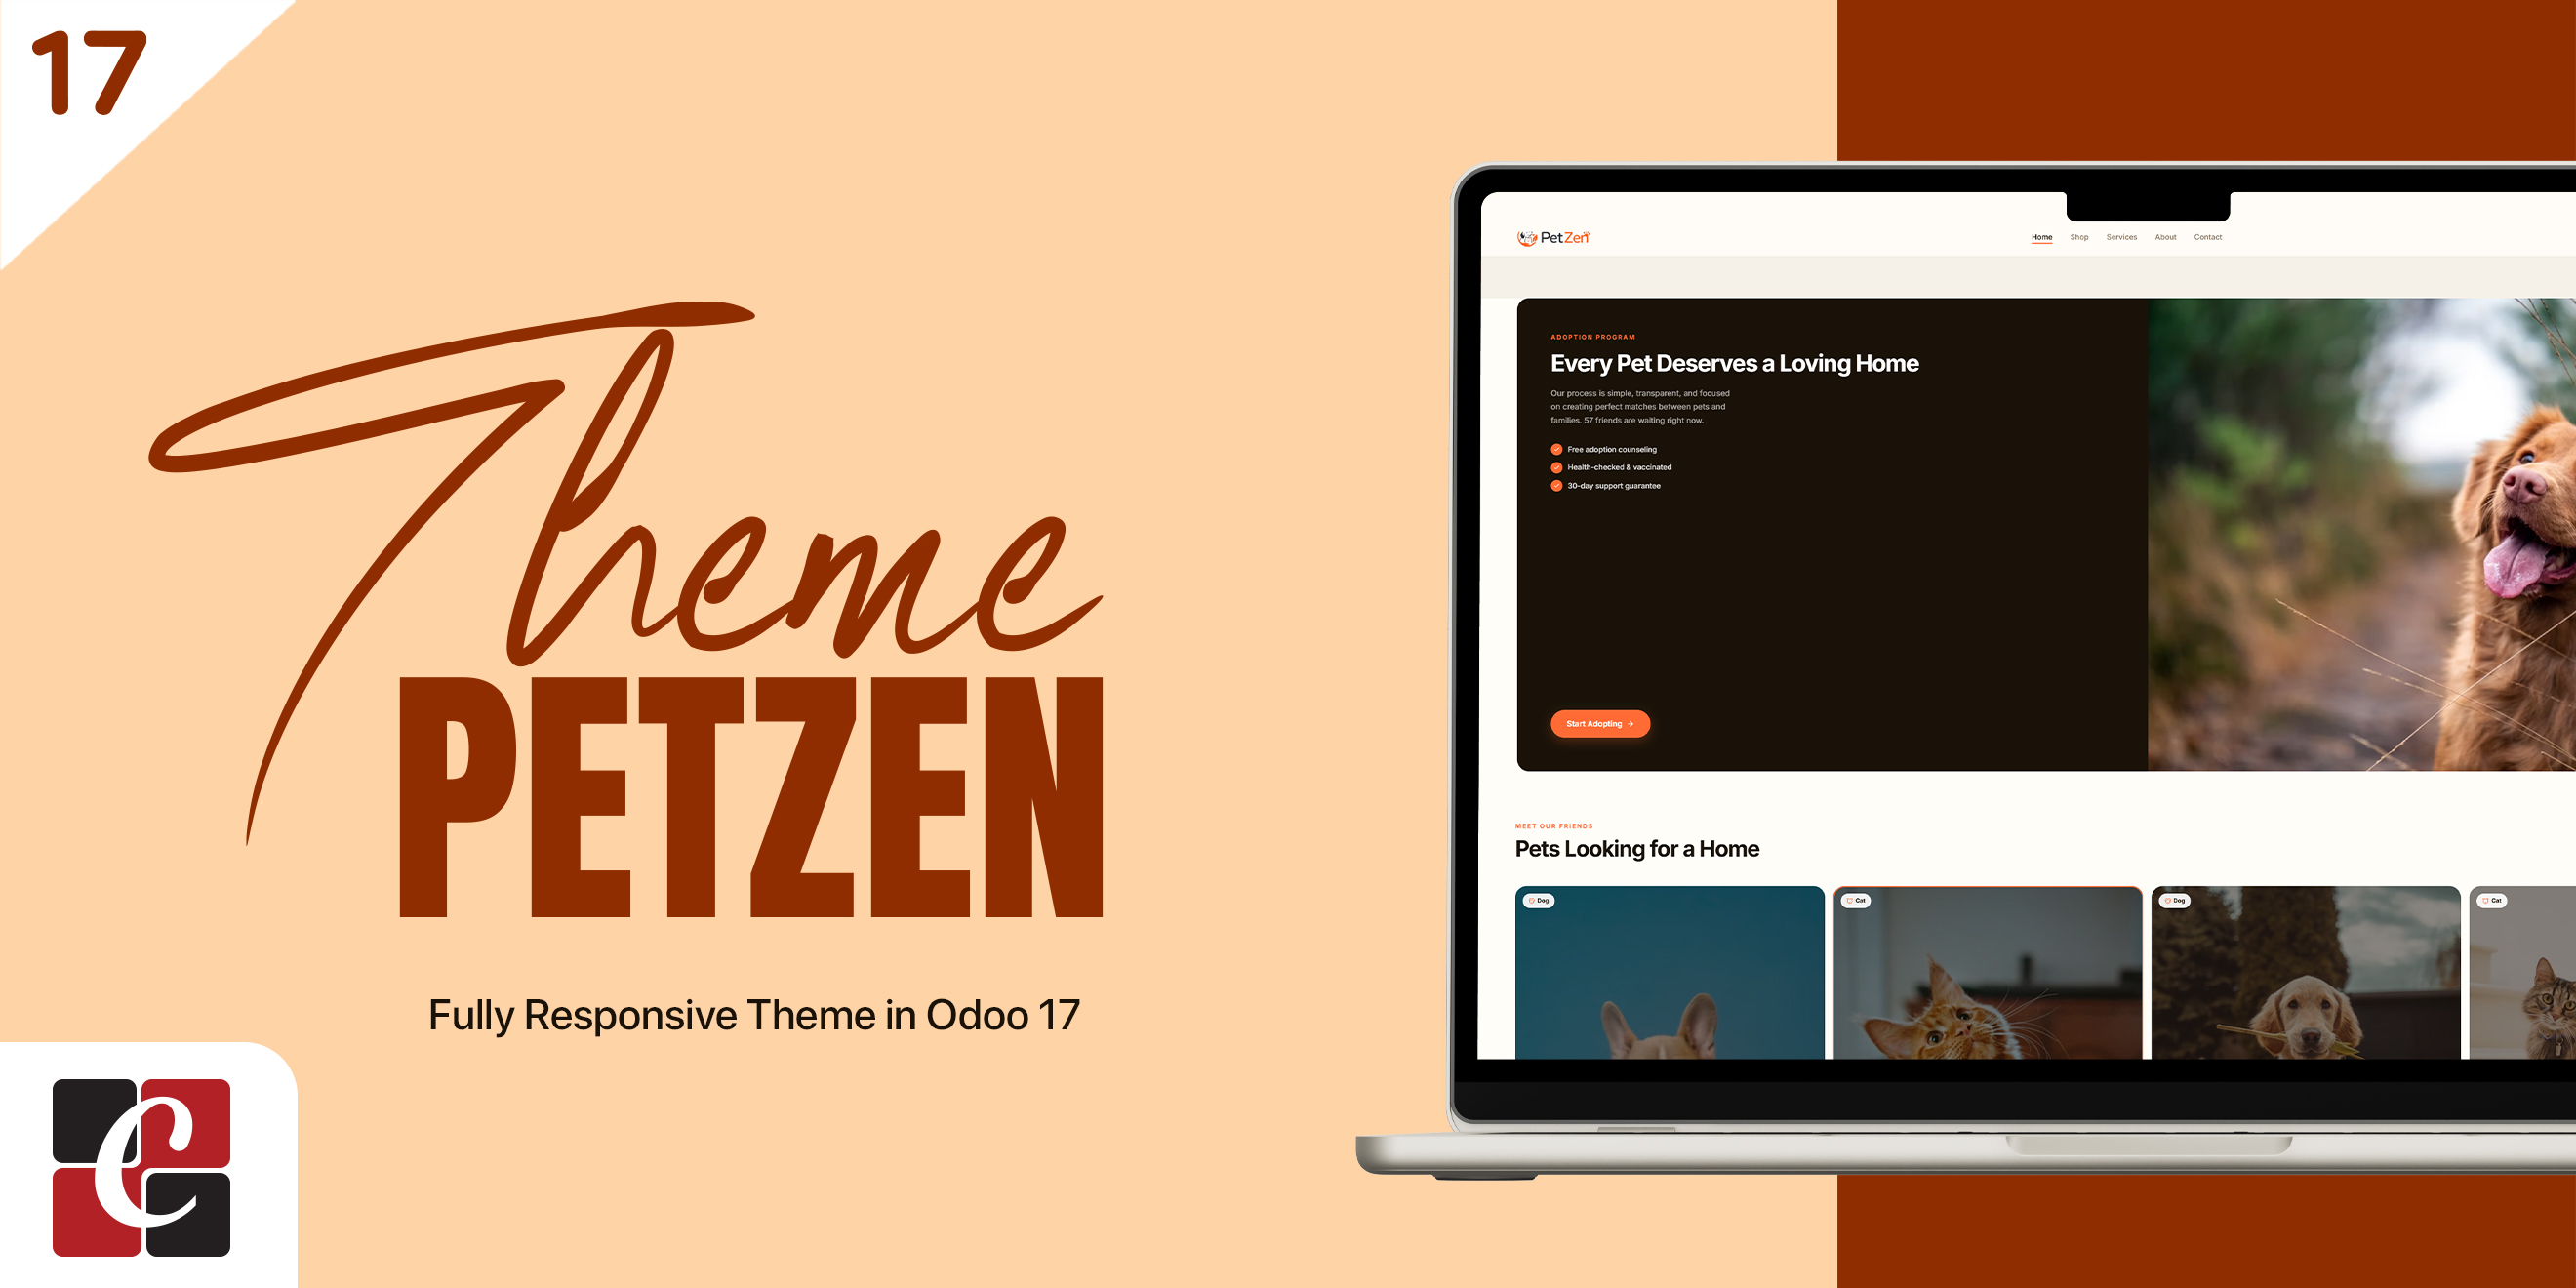 17
Theme
PETZEN
Fully Responsive Theme in Odoo 17
C
PetZen
Home Shop Services About Contact
ADOPTION PROGRAM
Every Pet Deserves a Loving Home
Our process is simple, transparent, and focused
on creating perfect matches between pets and
families. 57 friends are waiting right now.
Free adoption counseling
Health-checked & vaccinated
30-day support guarantee
Start Adopting →
MEET OUR FRIENDS
Pets Looking for a Home
Dog Cat Dog Cat